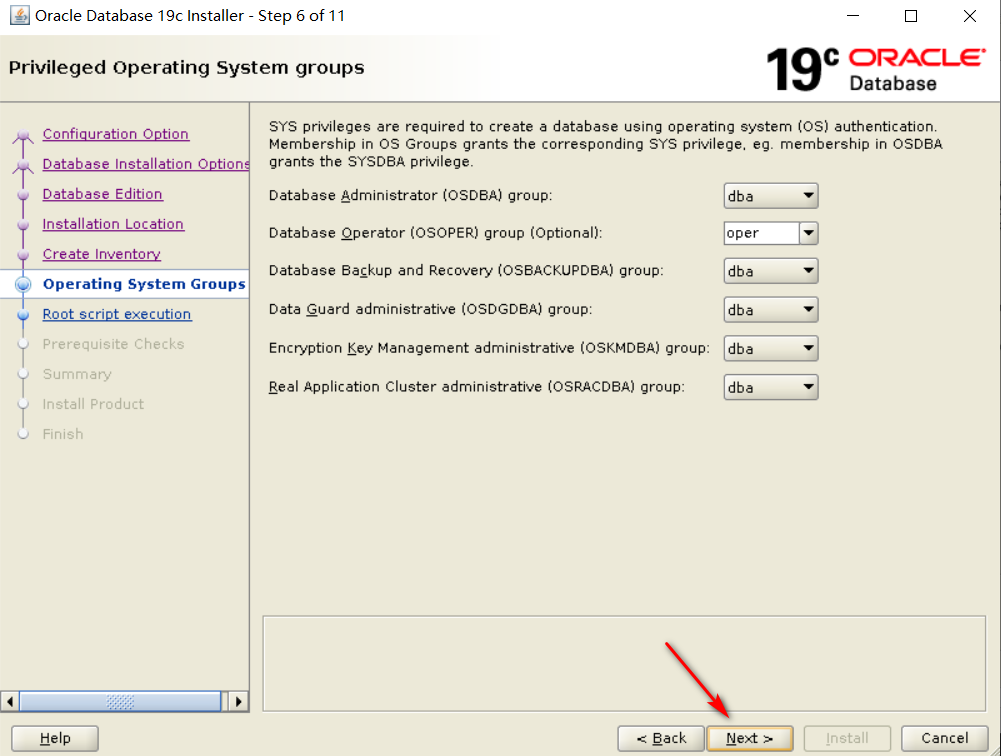 Oracle Database 19c Installer - Step 6 of 11
Privileged Operating System groups
19c ORACLE
Database
Configuration Option
Database Installation Options
Database Edition
Installation Location
Create Inventory
Operating System Groups
Root script execution
Prerequisite Checks
Summary
Install Product
Finish
SYS privileges are required to create a database using operating system (OS) authentication.
Membership in OS Groups grants the corresponding SYS privilege, eg. membership in OSDBA
grants the SYSDBA privilege.
Database Administrator (OSDBA) group: dba
Database Operator (OSOPER) group (Optional): oper
Database Backup and Recovery (OSBACKUPDBA) group: dba
Data Guard administrative (OSDGDBA) group: dba
Encryption Key Management administrative (OSKMDBA) group: dba
Real Application Cluster administrative (OSRACDBA) group: dba
Help < Back Next > Install Cancel